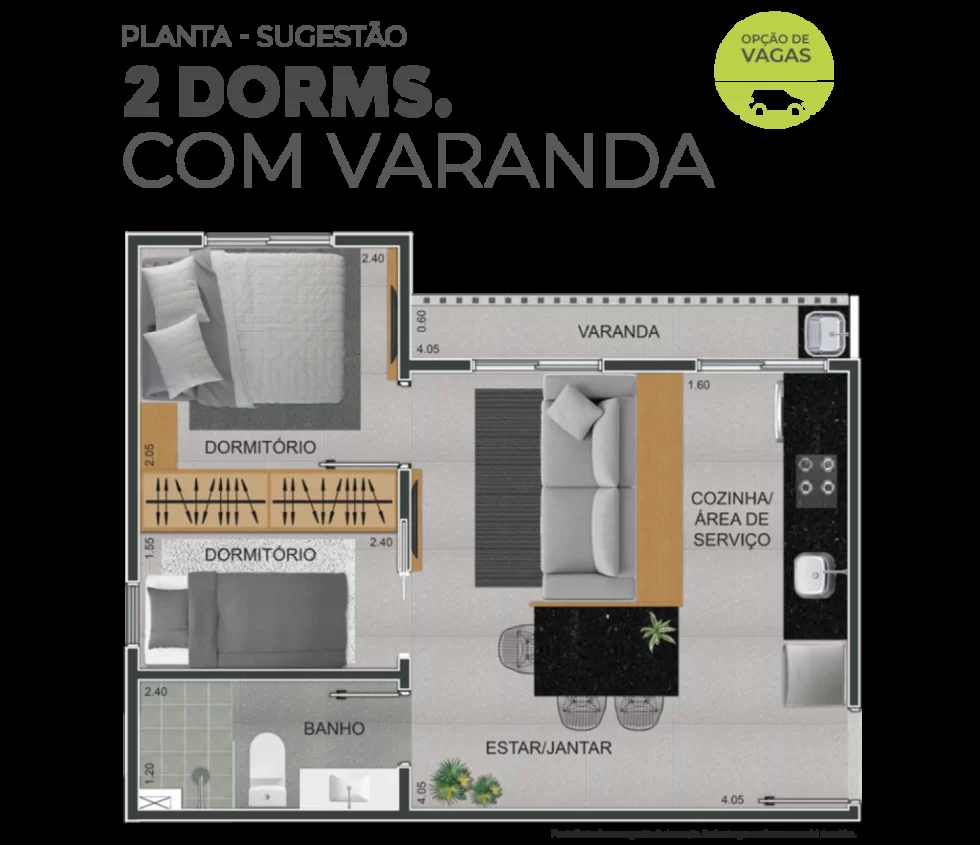 PLANTA - SUGESTÃO
2 DORMS.
COM VARANDA
OPÇÃO DE
VAGAS
2.40
0.60
VARANDA
4.05
1.60
2.05
DORMITÓRIO
COZINHA/
ÁREA DE
SERVIÇO
1.55
DORMITÓRIO
2.40
2.40
BANHO
1.20
ESTAR/JANTAR
4.05
4.05